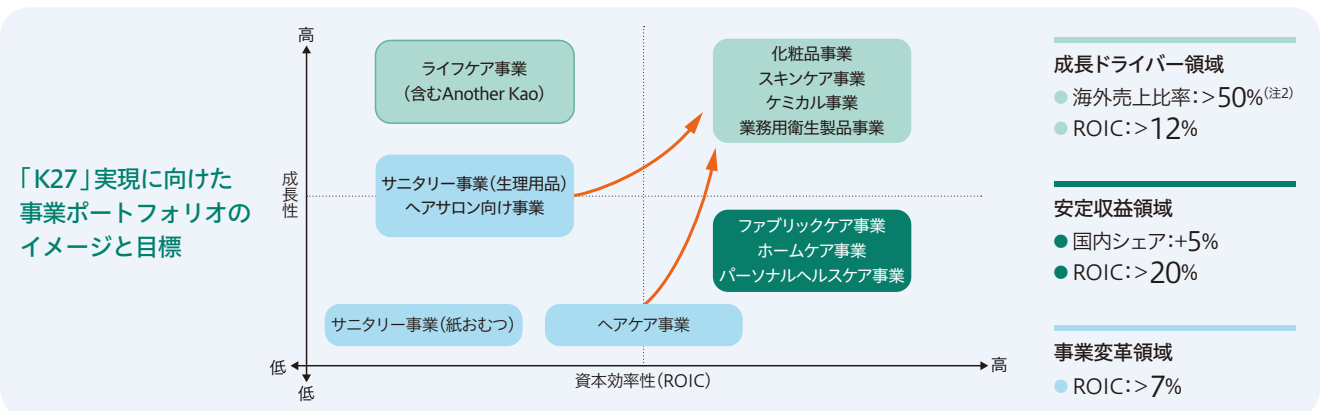 「K27」実現に向けた
事業ポートフォリオの
イメージと目標
高
成長性
低
低
資本効率性(ROIC)
高
ライフケア事業
(含むAnother Kao)
化粧品事業
スキンケア事業
ケミカル事業
業務用衛生製品事業
サニタリー事業(生理用品)
ヘアサロン向け事業
ファブリックケア事業
ホームケア事業
パーソナルヘルスケア事業
サニタリー事業(紙おむつ)
ヘアケア事業
成長ドライバー領域
● 海外売上比率:>50%(注2)
● ROIC:>12%
安定収益領域
● 国内シェア:+5%
● ROIC:>20%
事業変革領域
● ROIC:>7%